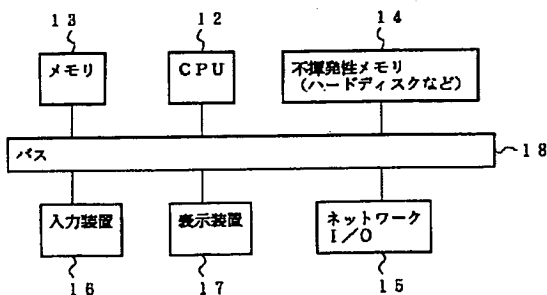 13
12
14
メモリ
CPU
不揮発性メモリ
(ハードディスクなど)
バス
18
入力装置
表示装置
ネットワーク
I/O
16
17
15